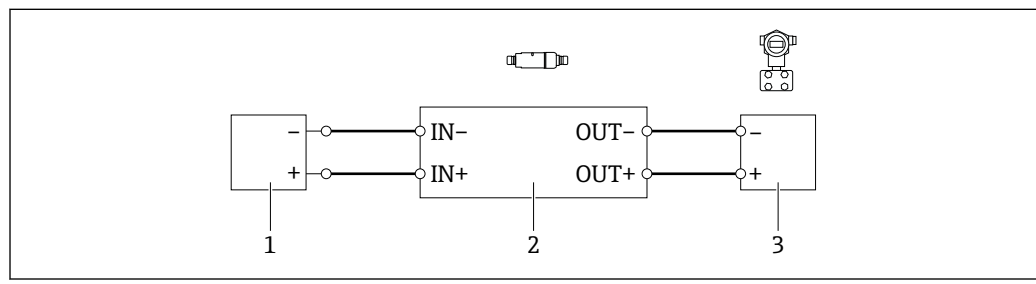 − IN− OUT− −
+ IN+ OUT+ +
1 2 3